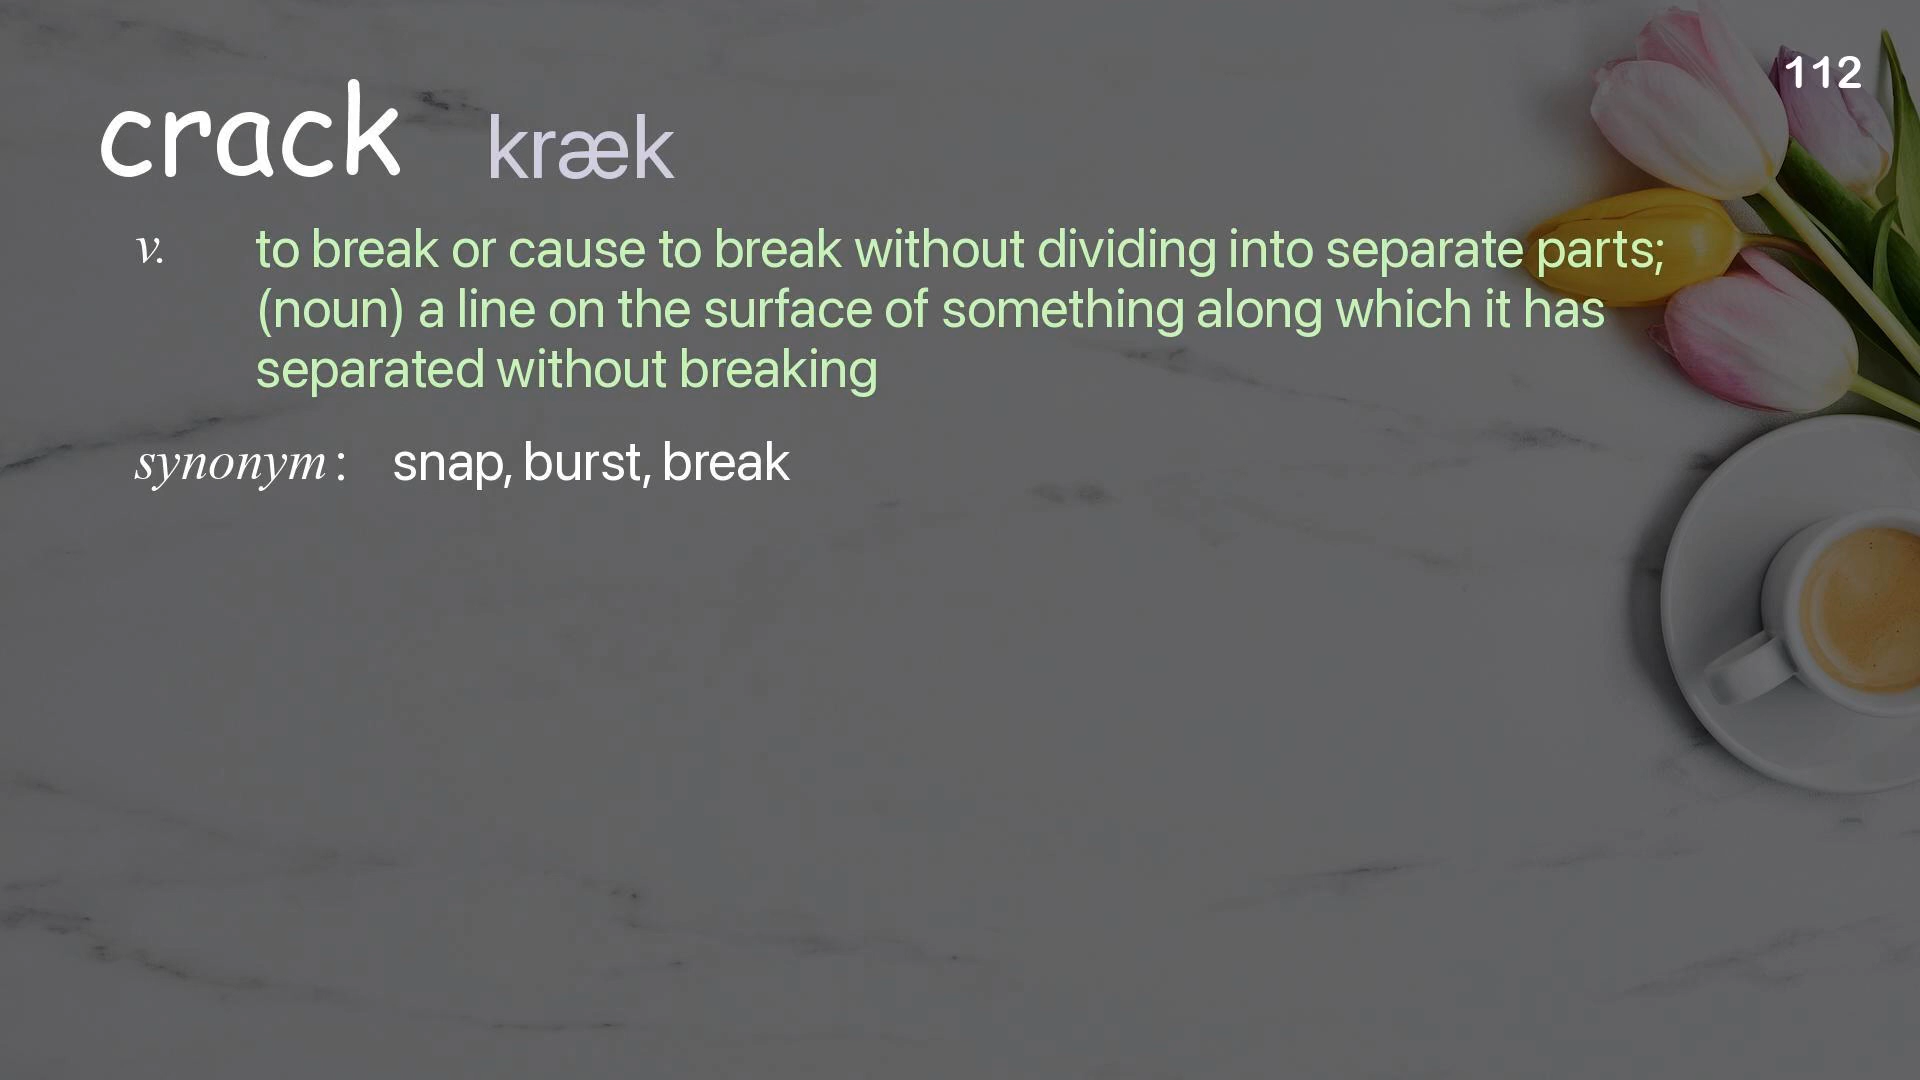 112
crack kræk
v. to break or cause to break without dividing into separate parts;
(noun) a line on the surface of something along which it has
separated without breaking
synonym: snap, burst, break